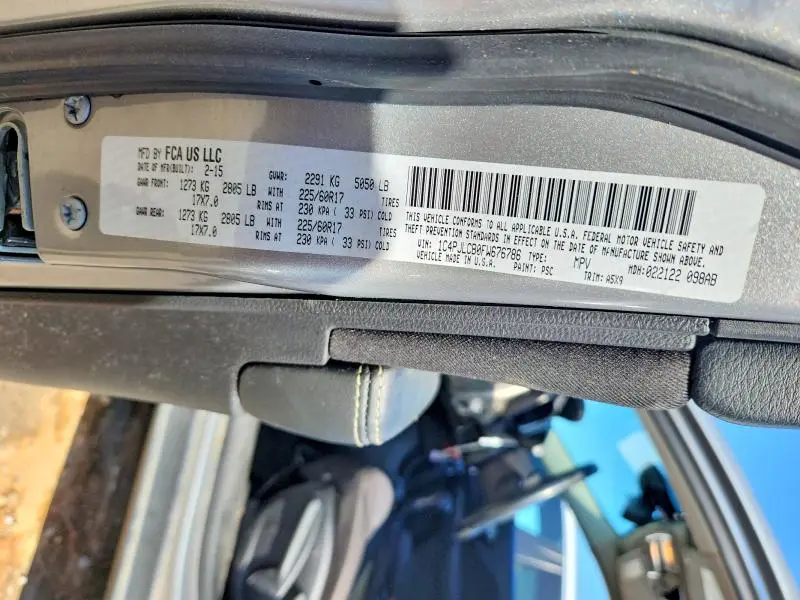 MFD BY FCA US LLC
DATE OF MFR(BUILT): 2-15 GVWR: 2291 KG 5050 LB
GAWR FRONT: 1273 KG 2805 LB WITH 225/60R17 TIRES
17X7.0 RIMS AT 230 KPA ( 33 PSI) COLD
GAWR REAR: 1273 KG 2805 LB WITH 225/60R17 TIRES
17X7.0 RIMS AT 230 KPA ( 33 PSI) COLD
THIS VEHICLE CONFORMS TO ALL APPLICABLE U.S.A. FEDERAL MOTOR VEHICLE SAFETY AND
THEFT PREVENTION STANDARDS IN EFFECT ON THE DATE OF MANUFACTURE SHOWN ABOVE.
VIN: 1C4PJLCB0FW676786 TYPE: MPV MDH:022122 098AB
VEHICLE MADE IN U.S.A. PAINT: PSC TRIM: A5X9